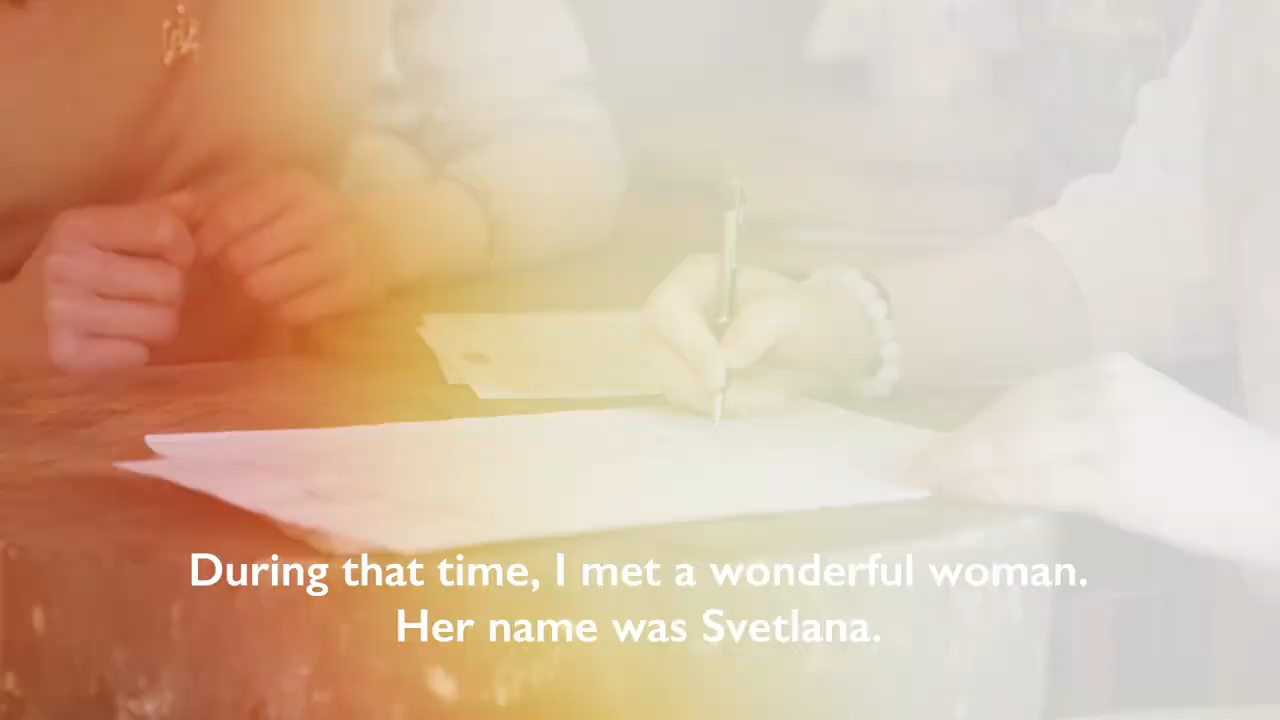 During that time, I met a wonderful woman.
Her name was Svetlana.